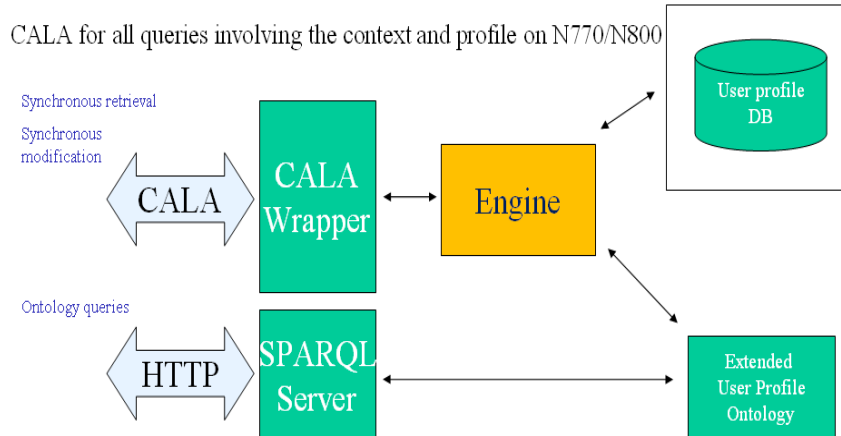 CALA for all queries involving the context and profile on N770/N800
User profile
DB
Synchronous retrieval
Synchronous
modification
CALA
CALA
Wrapper
Engine
Ontology queries
HTTP
SPARQL
Server
Extended
User Profile
Ontology